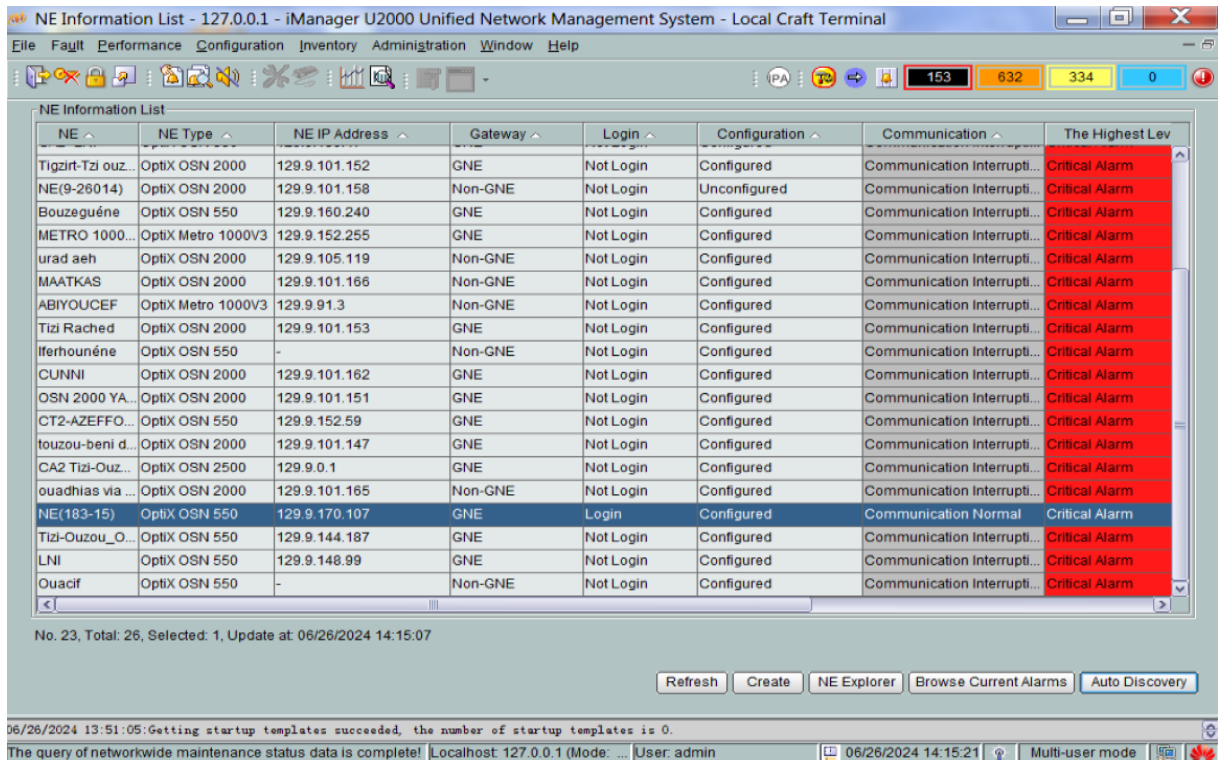 NE Information List - 127.0.0.1 - iManager U2000 Unified Network Management System - Local Craft Terminal
File Fault Performance Configuration Inventory Administration Window Help
PA 153 632 334 0
NE Information List
NE NE Type NE IP Address Gateway Login Configuration Communication The Highest Lev
Tigzirt-Tzi ouz... OptiX OSN 2000 129.9.101.152 GNE Not Login Configured Communication Interrupti... Critical Alarm
NE(9-26014) OptiX OSN 2000 129.9.101.158 Non-GNE Not Login Unconfigured Communication Interrupti... Critical Alarm
Bouzeguéne OptiX OSN 550 129.9.160.240 GNE Not Login Configured Communication Interrupti... Critical Alarm
METRO 1000... OptiX Metro 1000V3 129.9.152.255 GNE Not Login Configured Communication Interrupti... Critical Alarm
urad aeh OptiX OSN 2000 129.9.105.119 Non-GNE Not Login Configured Communication Interrupti... Critical Alarm
MAATKAS OptiX OSN 2000 129.9.101.166 Non-GNE Not Login Configured Communication Interrupti... Critical Alarm
ABIYOUCEF OptiX Metro 1000V3 129.9.91.3 Non-GNE Not Login Configured Communication Interrupti... Critical Alarm
Tizi Rached OptiX OSN 2000 129.9.101.153 GNE Not Login Configured Communication Interrupti... Critical Alarm
Iferhounéne OptiX OSN 550 - Non-GNE Not Login Configured Communication Interrupti... Critical Alarm
CUNNI OptiX OSN 2000 129.9.101.162 GNE Not Login Configured Communication Interrupti... Critical Alarm
OSN 2000 YA... OptiX OSN 2000 129.9.101.151 GNE Not Login Configured Communication Interrupti... Critical Alarm
CT2-AZEFFO... OptiX OSN 550 129.9.152.59 GNE Not Login Configured Communication Interrupti... Critical Alarm
touzou-beni d... OptiX OSN 2000 129.9.101.147 GNE Not Login Configured Communication Interrupti... Critical Alarm
CA2 Tizi-Ouz... OptiX OSN 2500 129.9.0.1 GNE Not Login Configured Communication Interrupti... Critical Alarm
ouadhias via ... OptiX OSN 2000 129.9.101.165 Non-GNE Not Login Configured Communication Interrupti... Critical Alarm
NE(183-15) OptiX OSN 550 129.9.170.107 GNE Login Configured Communication Normal Critical Alarm
Tizi-Ouzou_O... OptiX OSN 550 129.9.144.187 GNE Not Login Configured Communication Interrupti... Critical Alarm
LNI OptiX OSN 550 129.9.148.99 GNE Not Login Configured Communication Interrupti... Critical Alarm
Ouacif OptiX OSN 550 - Non-GNE Not Login Configured Communication Interrupti... Critical Alarm
No. 23, Total: 26, Selected: 1, Update at: 06/26/2024 14:15:07
Refresh Create NE Explorer Browse Current Alarms Auto Discovery
06/26/2024 13:51:05:Getting startup templates succeeded, the number of startup templates is 0.
The query of networkwide maintenance status data is complete! Localhost: 127.0.0.1 (Mode: ... User: admin 06/26/2024 14:15:21 Multi-user mode